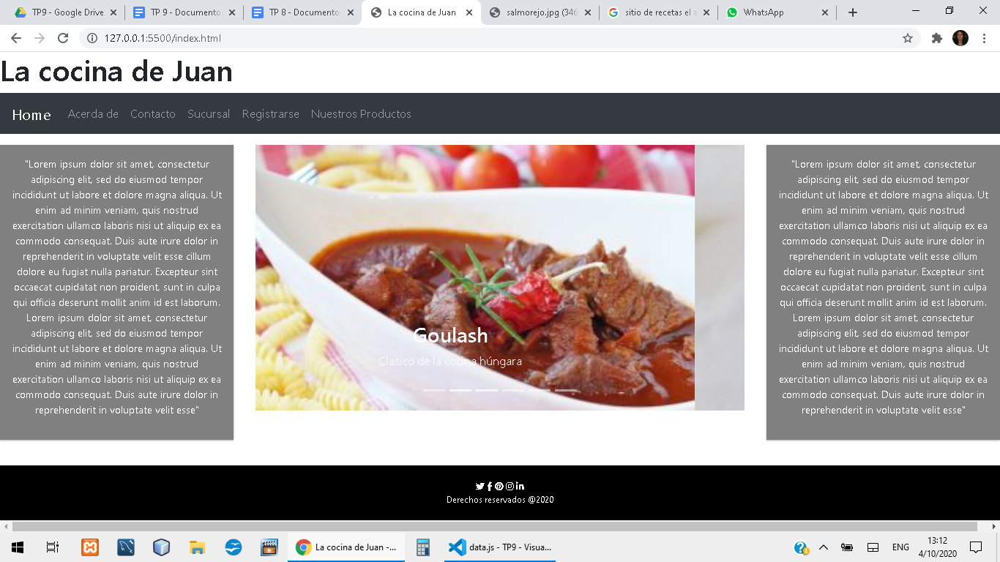 TP9 - Google Drive
TP 9 - Documento
TP 8 - Documento
La cocina de Juan
salmorejo.jpg (346
sitio de recetas el a
WhatsApp
127.0.0.1:5500/index.html
La cocina de Juan
Home Acerda de Contacto Sucursal Registrarse Nuestros Productos
"Lorem ipsum dolor sit amet, consectetur
adipiscing elit, sed do eiusmod tempor
incididunt ut labore et dolore magna aliqua. Ut
enim ad minim veniam, quis nostrud
exercitation ullamco laboris nisi ut aliquip ex ea
commodo consequat. Duis aute irure dolor in
reprehenderit in voluptate velit esse cillum
dolore eu fugiat nulla pariatur. Excepteur sint
occaecat cupidatat non proident, sunt in culpa
qui officia deserunt mollit anim id est laborum.
Lorem ipsum dolor sit amet, consectetur
adipiscing elit, sed do eiusmod tempor
incididunt ut labore et dolore magna aliqua. Ut
enim ad minim veniam, quis nostrud
exercitation ullamco laboris nisi ut aliquip ex ea
commodo consequat. Duis aute irure dolor in
reprehenderit in voluptate velit esse"
Goulash
Clasico de la cocina húngara
"Lorem ipsum dolor sit amet, consectetur
adipiscing elit, sed do eiusmod tempor
incididunt ut labore et dolore magna aliqua. Ut
enim ad minim veniam, quis nostrud
exercitation ullamco laboris nisi ut aliquip ex ea
commodo consequat. Duis aute irure dolor in
reprehenderit in voluptate velit esse cillum
dolore eu fugiat nulla pariatur. Excepteur sint
occaecat cupidatat non proident, sunt in culpa
qui officia deserunt mollit anim id est laborum.
Lorem ipsum dolor sit amet, consectetur
adipiscing elit, sed do eiusmod tempor
incididunt ut labore et dolore magna aliqua. Ut
enim ad minim veniam, quis nostrud
exercitation ullamco laboris nisi ut aliquip ex ea
commodo consequat. Duis aute irure dolor in
reprehenderit in voluptate velit esse"
Derechos reservados @2020
La cocina de Juan -...
data.js - TP9 - Visua...
ENG
13:12
4/10/2020